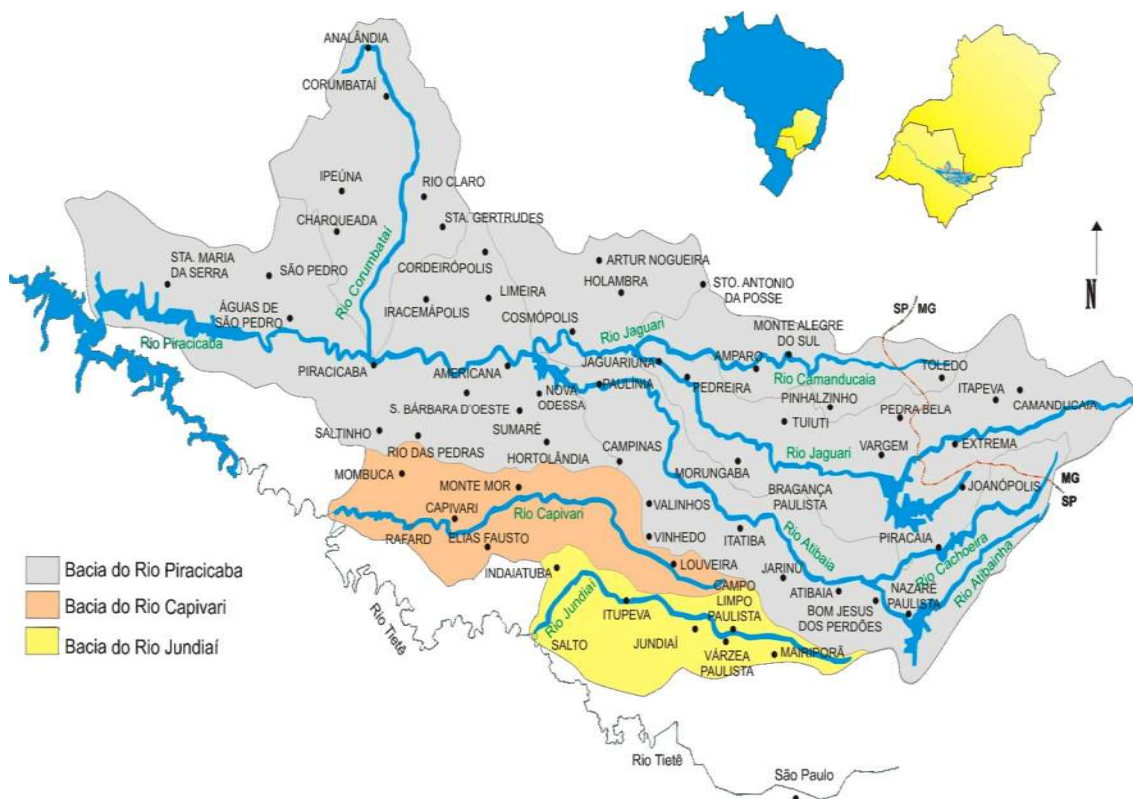 ANALÂNDIA
CORUMBATAÍ
IPEÚNA
RIO CLARO
CHARQUEADA
STA. GERTRUDES
Rio Corumbataí
STA. MARIA
DA SERRA
SÃO PEDRO
CORDEIRÓPOLIS
ARTUR NOGUEIRA
HOLAMBRA
STO. ANTONIO
DA POSSE
ÁGUAS DE
SÃO PEDRO
IRACEMÁPOLIS
LIMEIRA
COSMÓPOLIS
Rio Jaguari
MONTE ALEGRE
DO SUL
SP
MG
N
Rio Piracicaba
PIRACICABA
AMERICANA
JAGUARIUNA
AMPARO
TOLEDO
Rio Camanducaia
ITAPEVA
PAULÍNIA
PEDREIRA
PINHALZINHO
CAMANDUCAIA
NOVA
ODESSA
S. BÁRBARA D'OESTE
TUIUTI
PEDRA BELA
SALTINHO
SUMARÉ
RIO DAS PEDRAS
HORTOLÂNDIA
CAMPINAS
Rio Jaguari
VARGEM
EXTREMA
MOMBUCA
MONTE MOR
MORUNGABA
BRAGANÇA
PAULISTA
JOANÓPOLIS
MG
SP
CAPIVARI
Rio Capivari
VALINHOS
RAFARD
ELIAS FAUSTO
VINHEDO
ITATIBA
Rio Atibaia
PIRACAIA
Rio Cachoeira
Rio Atibainha
INDAIATUBA
LOUVEIRA
JARINÚ
CAMPO
LIMPO
PAULISTA
ATIBAIA
NAZARÉ
PAULISTA
BOM JESUS
DOS PERDÕES
Rio Jundiaí
ITUPEVA
SALTO
JUNDIAÍ
VÁRZEA
PAULISTA
MAIRIPORÃ
Rio Tietê
Rio Tietê
São Paulo
Bacia do Rio Piracicaba
Bacia do Rio Capivari
Bacia do Rio Jundiaí